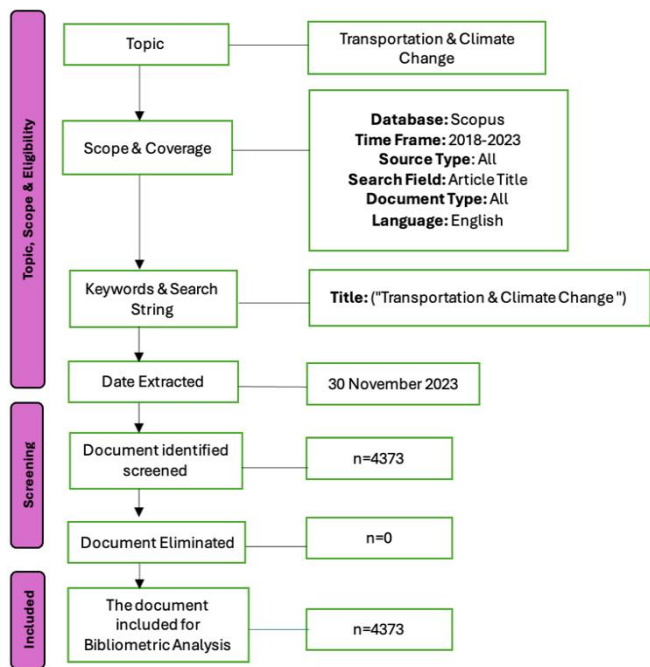 Topic, Scope & Eligibility
Topic
Transportation & Climate
Change
Scope & Coverage
Database: Scopus
Time Frame: 2018-2023
Source Type: All
Search Field: Article Title
Document Type: All
Language: English
Keywords & Search
String
Title: ("Transportation & Climate Change ")
Date Extracted
30 November 2023
Screening
Document identified
screened
n=4373
Document Eliminated
n=0
Included
The document
included for
Bibliometric Analysis
n=4373